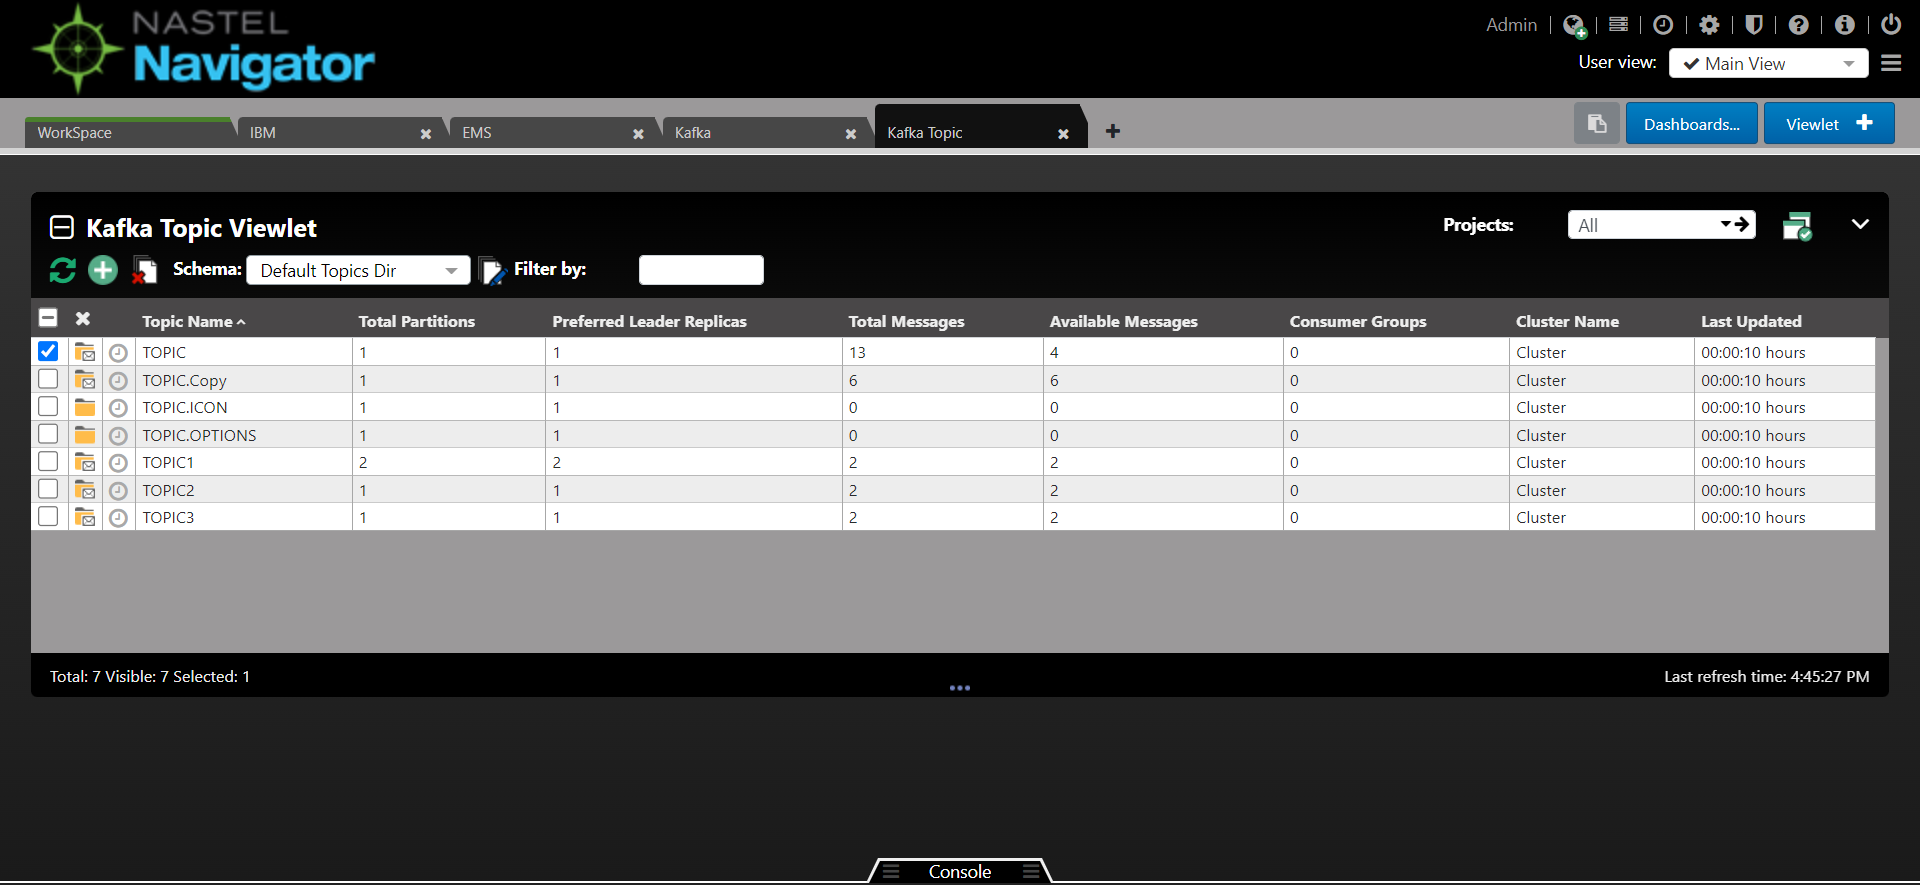 NASTEL
Navigator
Admin
User view: Main View
WorkSpace IBM EMS Kafka Kafka Topic Dashboards... Viewlet
Kafka Topic Viewlet Projects: All
Schema: Default Topics Dir Filter by:
Topic Name Total Partitions Preferred Leader Replicas Total Messages Available Messages Consumer Groups Cluster Name Last Updated
TOPIC 1 1 13 4 0 Cluster 00:00:10 hours
TOPIC.Copy 1 1 6 6 0 Cluster 00:00:10 hours
TOPIC.ICON 1 1 0 0 0 Cluster 00:00:10 hours
TOPIC.OPTIONS 1 1 0 0 0 Cluster 00:00:10 hours
TOPIC1 2 2 2 2 0 Cluster 00:00:10 hours
TOPIC2 1 1 2 2 0 Cluster 00:00:10 hours
TOPIC3 1 1 2 2 0 Cluster 00:00:10 hours
Total: 7 Visible: 7 Selected: 1 Last refresh time: 4:45:27 PM
Console